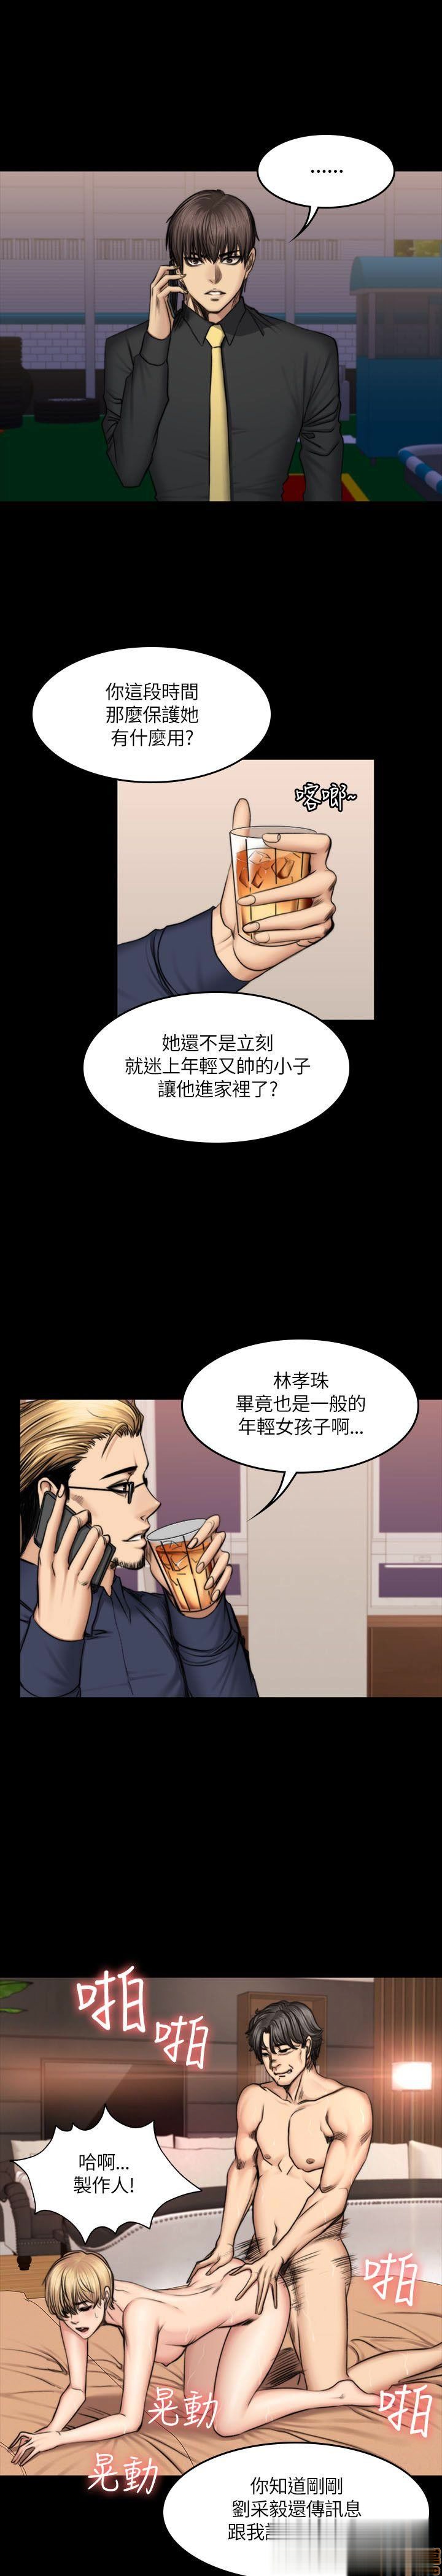 ......
你這段時間
那麼保護她
有什麼用?
喀啷~
她還不是立刻
就迷上年輕又帥的小子
讓他進家裡了?
林孝珠
畢竟也是一般的
年輕女孩子啊...
啪
啪
哈啊...
製作人!
啪
啪
晃動
晃動
你知道剛剛
劉采毅還傳訊息
跟我